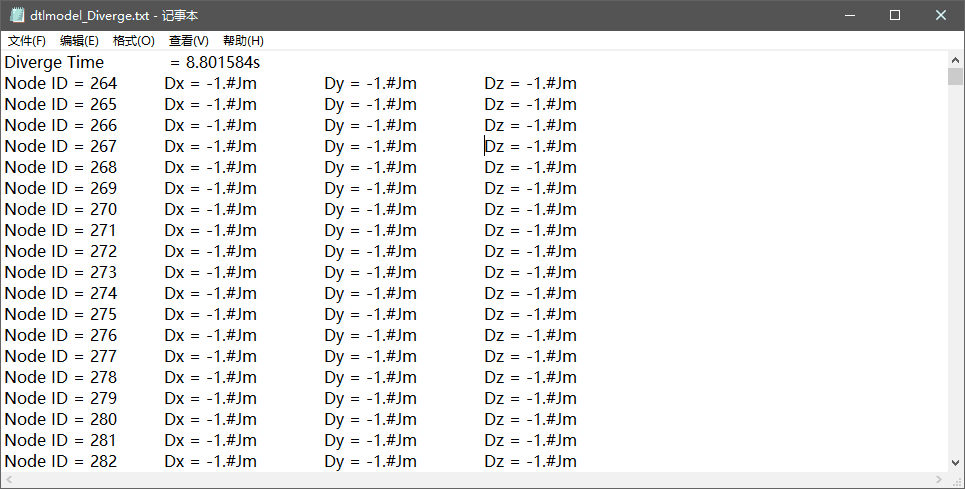 dtlmodel_Diverge.txt - 记事本
文件(F) 编辑(E) 格式(O) 查看(V) 帮助(H)
Diverge Time = 8.801584s
Node ID = 264 Dx = -1.#Jm Dy = -1.#Jm Dz = -1.#Jm
Node ID = 265 Dx = -1.#Jm Dy = -1.#Jm Dz = -1.#Jm
Node ID = 266 Dx = -1.#Jm Dy = -1.#Jm Dz = -1.#Jm
Node ID = 267 Dx = -1.#Jm Dy = -1.#Jm Dz = -1.#Jm
Node ID = 268 Dx = -1.#Jm Dy = -1.#Jm Dz = -1.#Jm
Node ID = 269 Dx = -1.#Jm Dy = -1.#Jm Dz = -1.#Jm
Node ID = 270 Dx = -1.#Jm Dy = -1.#Jm Dz = -1.#Jm
Node ID = 271 Dx = -1.#Jm Dy = -1.#Jm Dz = -1.#Jm
Node ID = 272 Dx = -1.#Jm Dy = -1.#Jm Dz = -1.#Jm
Node ID = 273 Dx = -1.#Jm Dy = -1.#Jm Dz = -1.#Jm
Node ID = 274 Dx = -1.#Jm Dy = -1.#Jm Dz = -1.#Jm
Node ID = 275 Dx = -1.#Jm Dy = -1.#Jm Dz = -1.#Jm
Node ID = 276 Dx = -1.#Jm Dy = -1.#Jm Dz = -1.#Jm
Node ID = 277 Dx = -1.#Jm Dy = -1.#Jm Dz = -1.#Jm
Node ID = 278 Dx = -1.#Jm Dy = -1.#Jm Dz = -1.#Jm
Node ID = 279 Dx = -1.#Jm Dy = -1.#Jm Dz = -1.#Jm
Node ID = 280 Dx = -1.#Jm Dy = -1.#Jm Dz = -1.#Jm
Node ID = 281 Dx = -1.#Jm Dy = -1.#Jm Dz = -1.#Jm
Node ID = 282 Dx = -1.#Jm Dy = -1.#Jm Dz = -1.#Jm